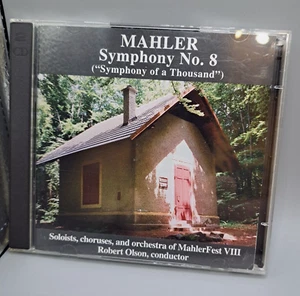 MAHLER
Symphony No. 8
("Symphony of a Thousand")
Soloists, choruses, and orchestra of MahlerFest VIII
Robert Olson, conductor